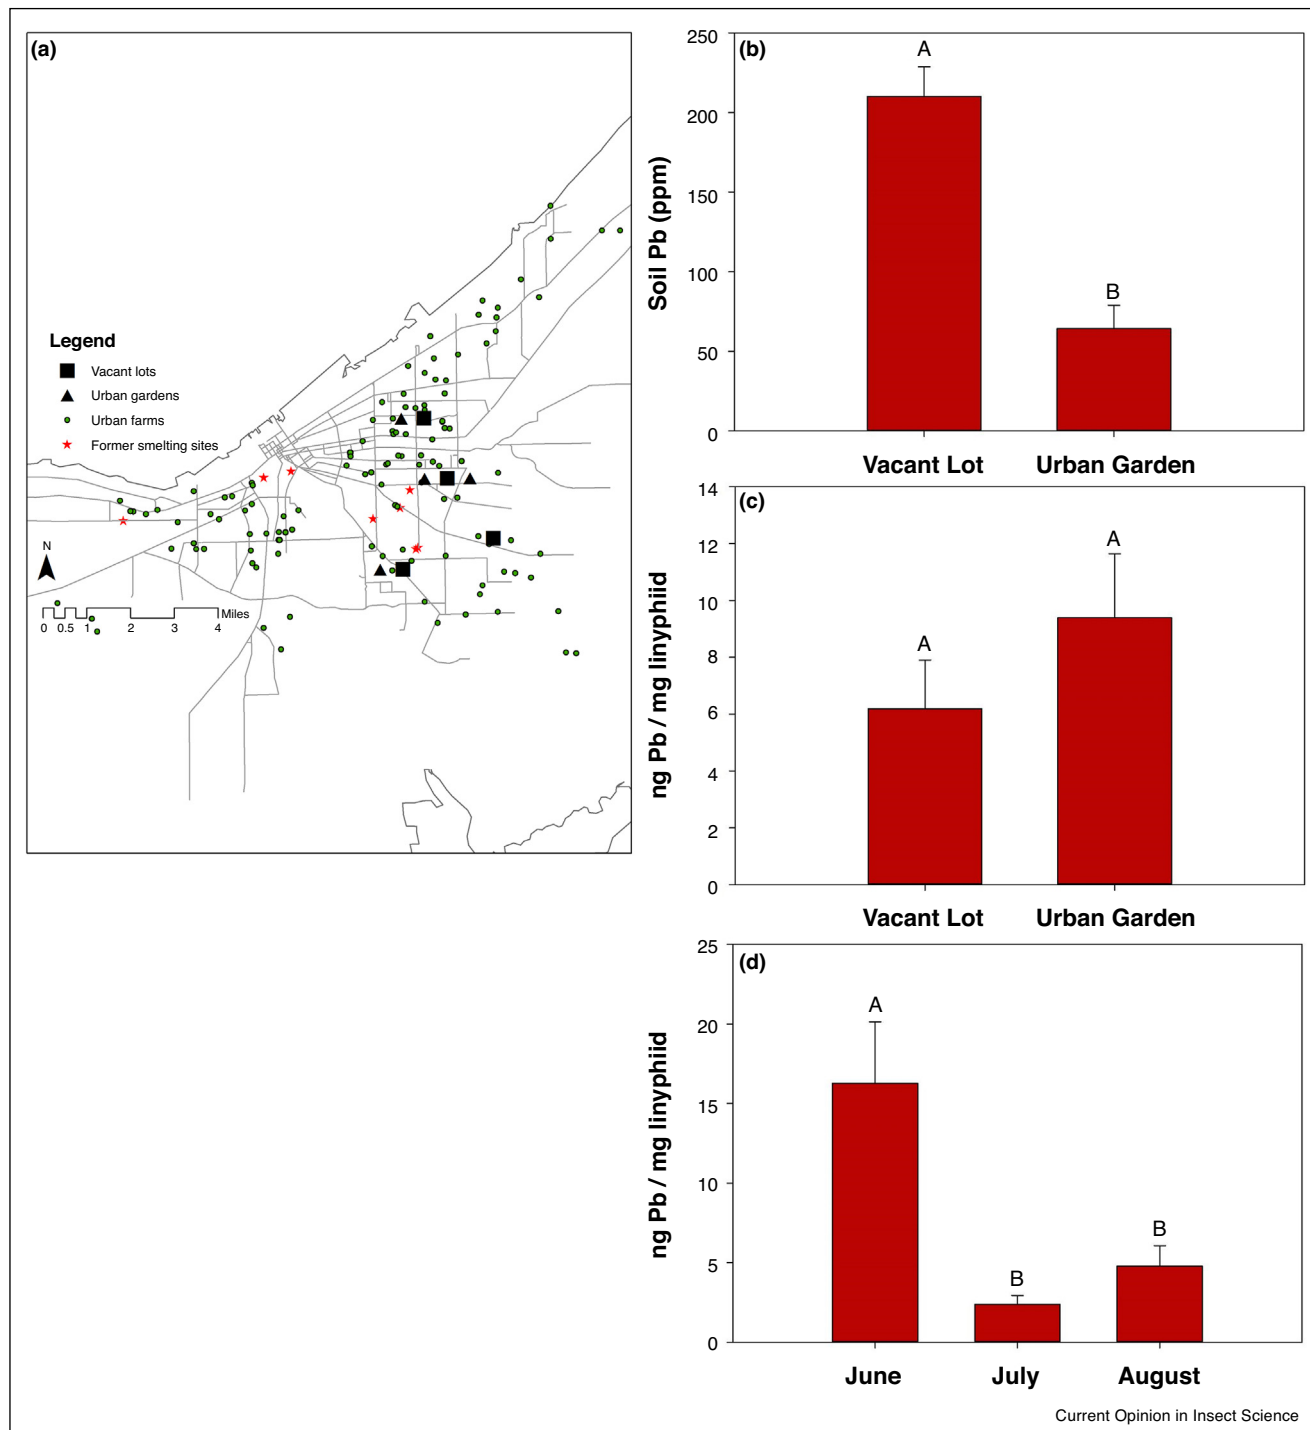 (a)
Legend
Vacant lots
Urban gardens
Urban farms
Former smelting sites
N
Miles
0 0.5 1 2 3 4
(b)
Soil Pb (ppm)
250
200
150
100
50
0
A
B
Vacant Lot Urban Garden
(c)
ng Pb / mg linyphiid
14
12
10
8
6
4
2
0
A
A
Vacant Lot Urban Garden
(d)
ng Pb / mg linyphiid
25
20
15
10
5
0
A
B
B
June July August
Current Opinion in Insect Science